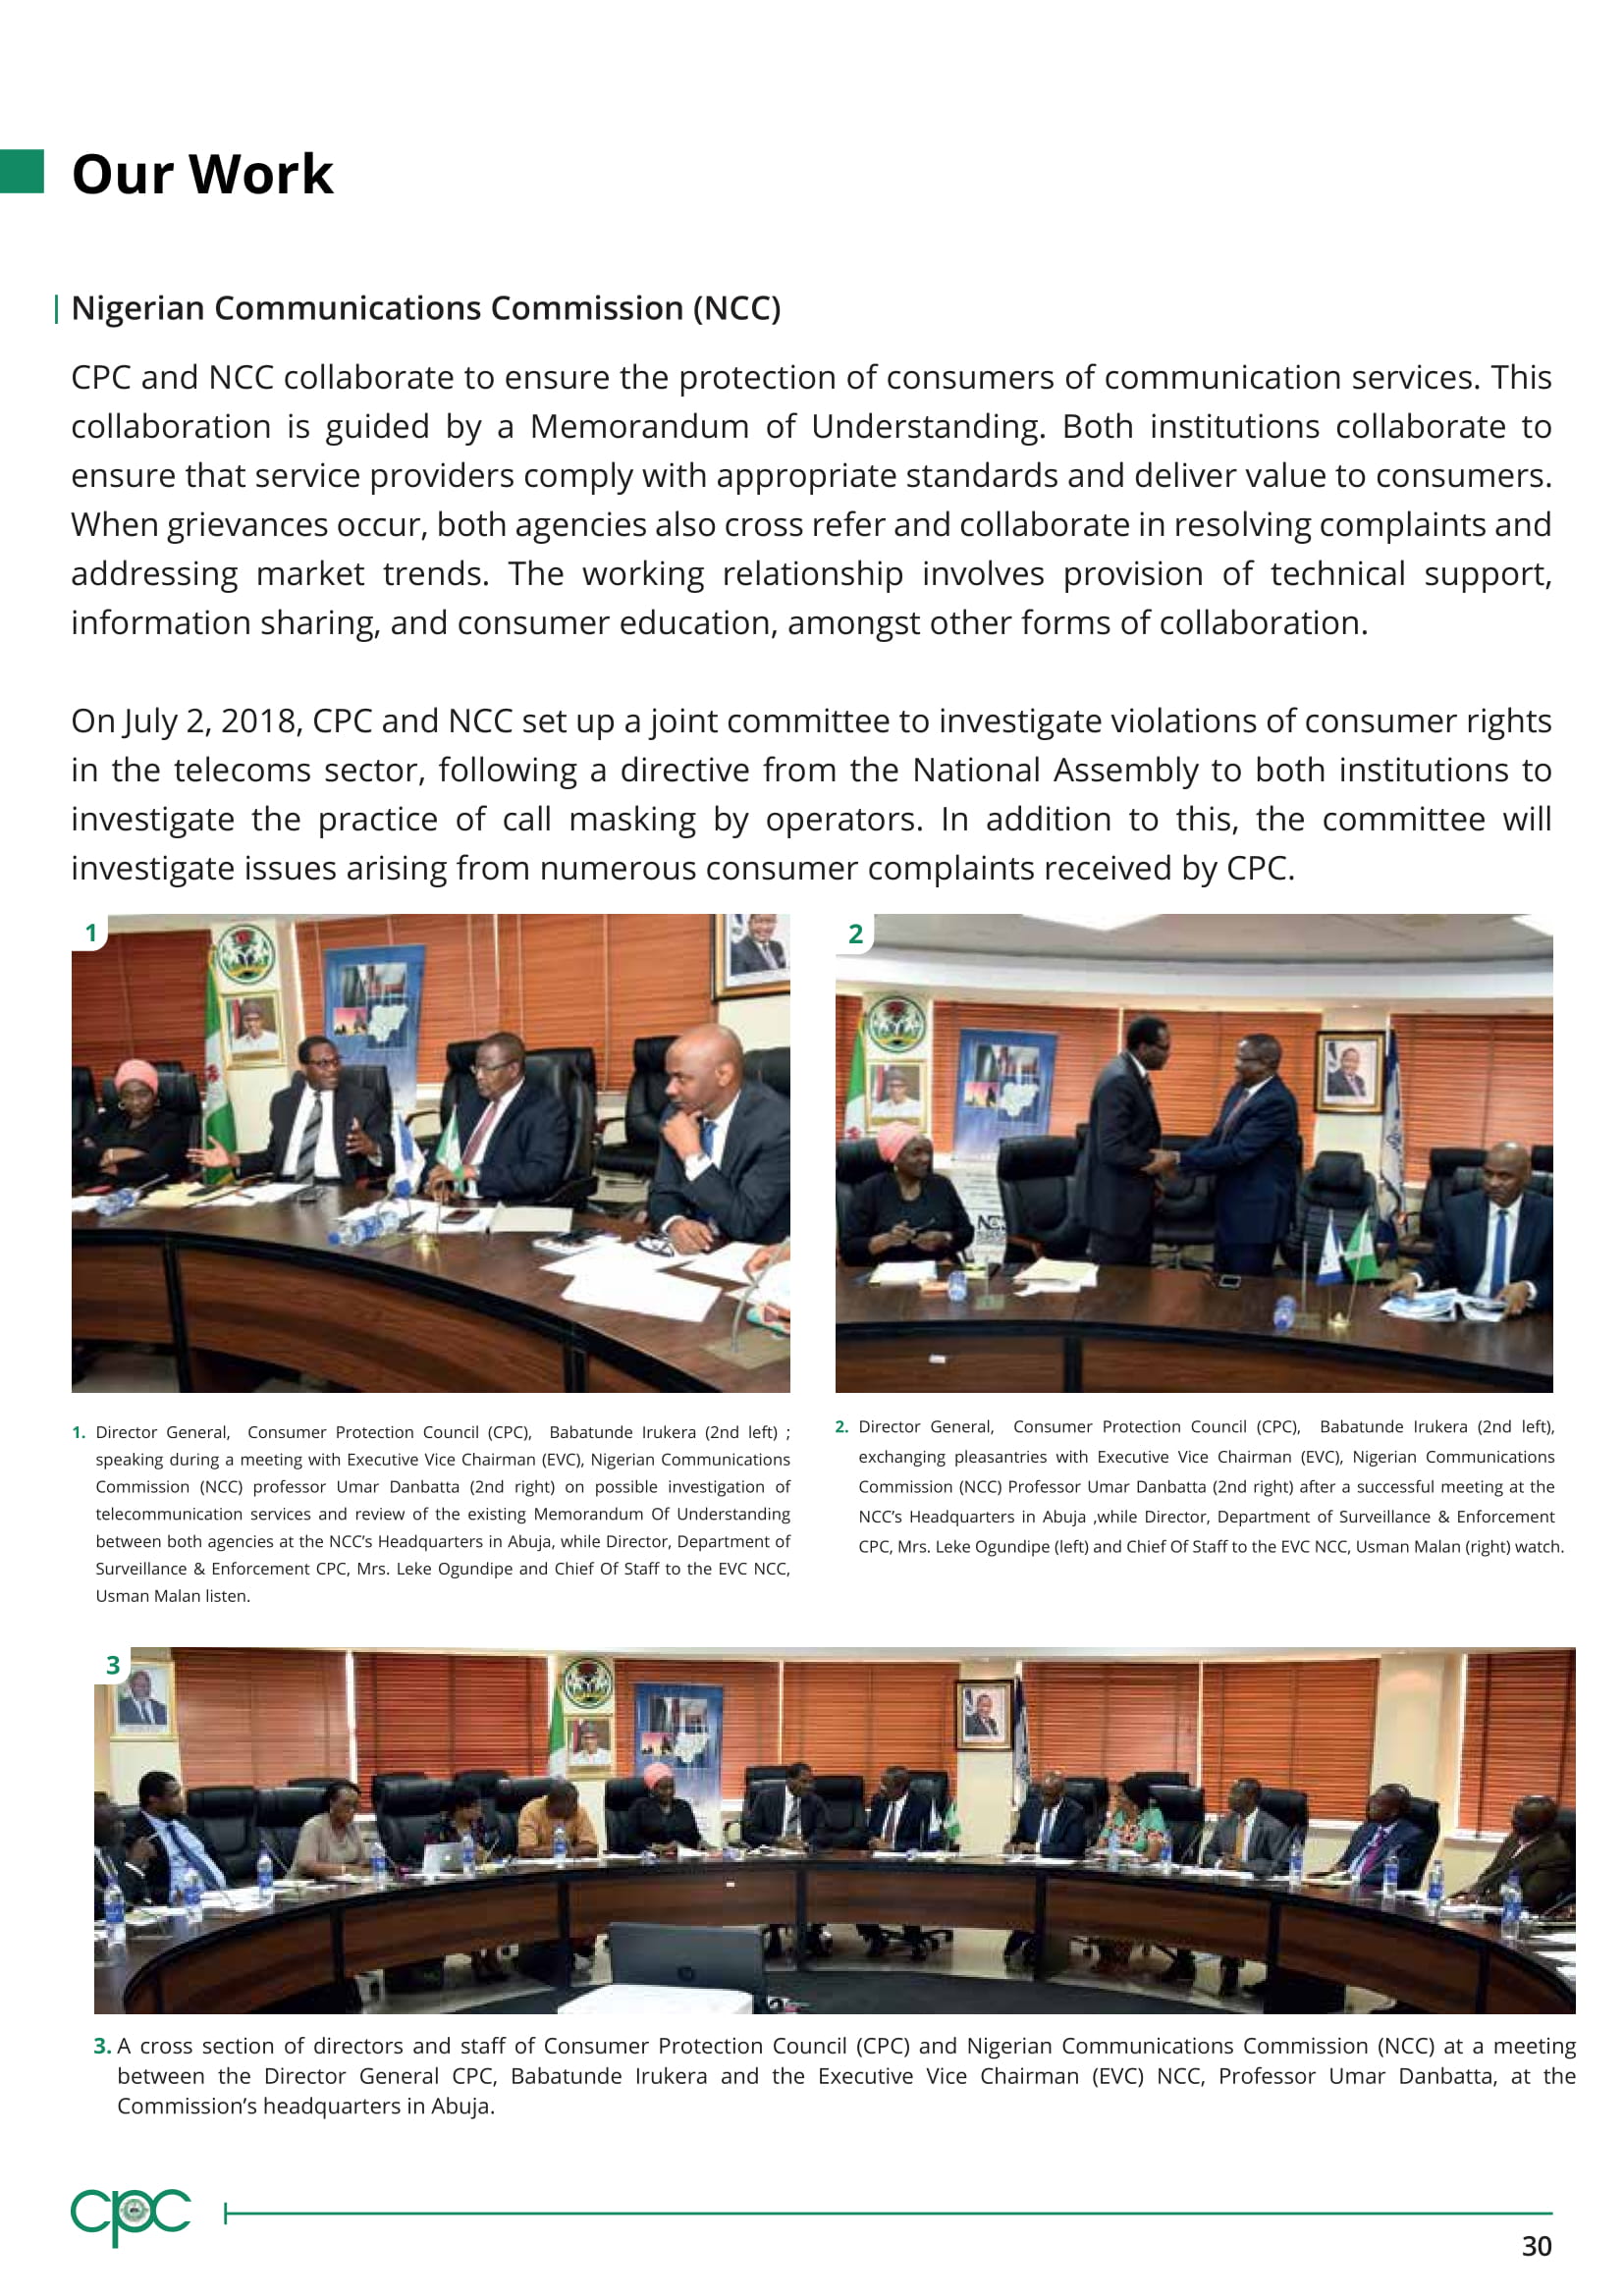 Our Work
Nigerian Communications Commission (NCC)
CPC and NCC collaborate to ensure the protection of consumers of communication services. This
collaboration is guided by a Memorandum of Understanding. Both institutions collaborate to
ensure that service providers comply with appropriate standards and deliver value to consumers.
When grievances occur, both agencies also cross refer and collaborate in resolving complaints and
addressing market trends. The working relationship involves provision of technical support,
information sharing, and consumer education, amongst other forms of collaboration.
On July 2, 2018, CPC and NCC set up a joint committee to investigate violations of consumer rights
in the telecoms sector, following a directive from the National Assembly to both institutions to
investigate the practice of call masking by operators. In addition to this, the committee will
investigate issues arising from numerous consumer complaints received by CPC.
1
2
1. Director General, Consumer Protection Council (CPC), Babatunde Irukera (2nd left) ;
speaking during a meeting with Executive Vice Chairman (EVC), Nigerian Communications
Commission (NCC) professor Umar Danbatta (2nd right) on possible investigation of
telecommunication services and review of the existing Memorandum Of Understanding
between both agencies at the NCC’s Headquarters in Abuja, while Director, Department of
Surveillance & Enforcement CPC, Mrs. Leke Ogundipe and Chief Of Staff to the EVC NCC,
Usman Malan listen.
2. Director General, Consumer Protection Council (CPC), Babatunde Irukera (2nd left),
exchanging pleasantries with Executive Vice Chairman (EVC), Nigerian Communications
Commission (NCC) Professor Umar Danbatta (2nd right) after a successful meeting at the
NCC’s Headquarters in Abuja ,while Director, Department of Surveillance & Enforcement
CPC, Mrs. Leke Ogundipe (left) and Chief Of Staff to the EVC NCC, Usman Malan (right) watch.
3
3. A cross section of directors and staff of Consumer Protection Council (CPC) and Nigerian Communications Commission (NCC) at a meeting
between the Director General CPC, Babatunde Irukera and the Executive Vice Chairman (EVC) NCC, Professor Umar Danbatta, at the
Commission’s headquarters in Abuja.
cpc
30